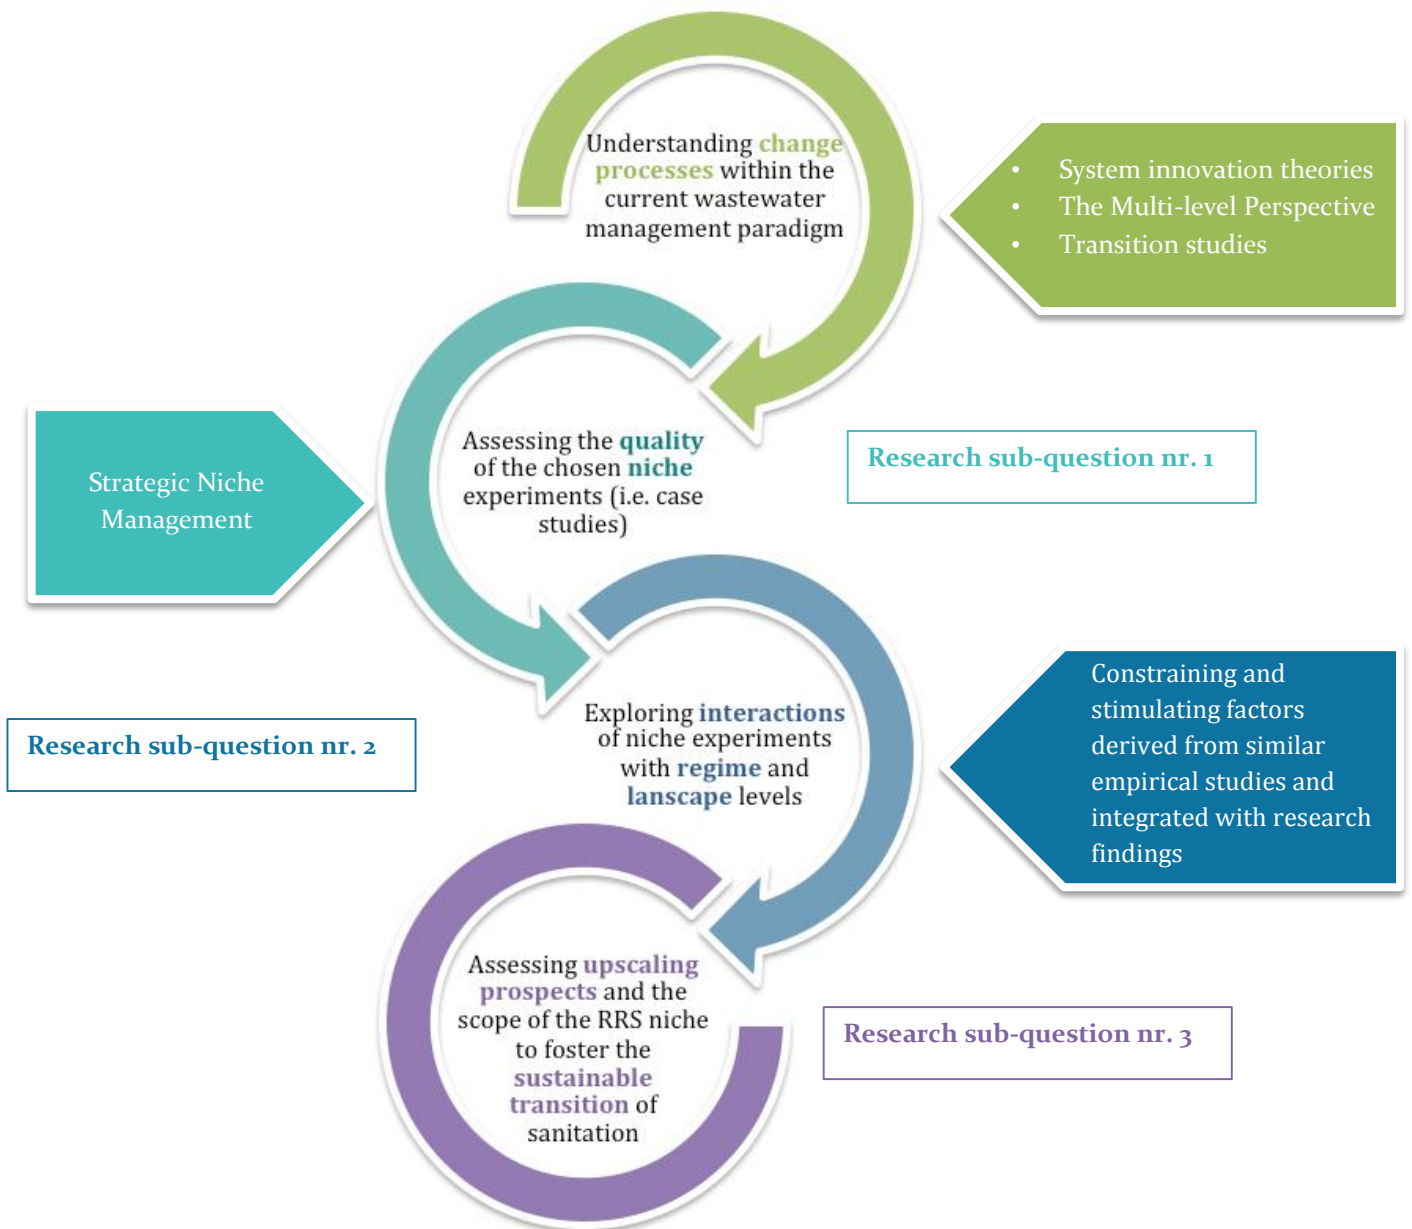 Understanding change
processes within the
current wastewater
management paradigm
• System innovation theories
• The Multi-level Perspective
• Transition studies
Strategic Niche
Management
Assessing the quality
of the chosen niche
experiments (i.e. case
studies)
Research sub-question nr. 1
Research sub-question nr. 2
Exploring interactions
of niche experiments
with regime and
lanscape levels
Constraining and
stimulating factors
derived from similar
empirical studies and
integrated with research
findings
Assessing upscaling
prospects and the
scope of the RRS niche
to foster the
sustainable
transition of
sanitation
Research sub-question nr. 3